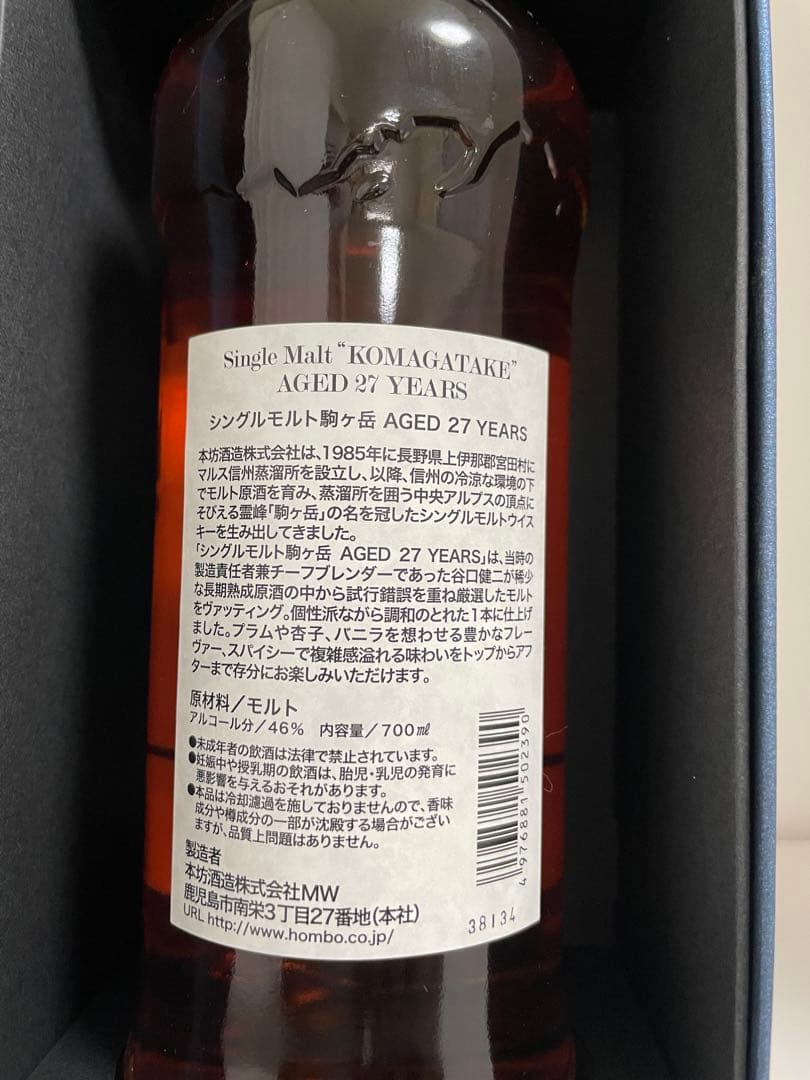 Single Malt “KOMAGATAKE”
AGED 27 YEARS
シングルモルト駒ヶ岳 AGED 27 YEARS
本坊酒造株式会社は、1985年に長野県上伊那郡宮田村に
マルス信州蒸溜所を設立し、以降、信州の冷涼な環境の下
でモルト原酒を育み、蒸溜所を囲う中央アルプスの頂点に
そびえる霊峰「駒ヶ岳」の名を冠したシングルモルトウイス
キーを生み出してきました。
「シングルモルト駒ヶ岳 AGED 27 YEARS」は、当時の
製造責任者兼チーフブレンダーであった谷口健二が稀少
な長期熟成原酒の中から試行錯誤を重ね厳選したモルト
をヴァッティング。個性派ながら調和のとれた1本に仕上げ
ました。プラムや杏子、バニラを想わせる豊かなフレー
ヴァー、スパイシーで複雑感溢れる味わいをトップからアフ
ターまで存分にお楽しみいただけます。
原材料/モルト
アルコール分/46% 内容量/700㎖
●未成年者の飲酒は法律で禁止されています。
●妊娠中や授乳期の飲酒は、胎児・乳児の発育に
悪影響を与えるおそれがあります。
●本品は冷却濾過を施しておりませんので、香味
成分や樽成分の一部が沈殿する場合がござい
ますが、品質上問題はありません。
製造者
本坊酒造株式会社MW
鹿児島市南栄3丁目27番地(本社)
URL http://www.hombo.co.jp/
4976881502390
38134